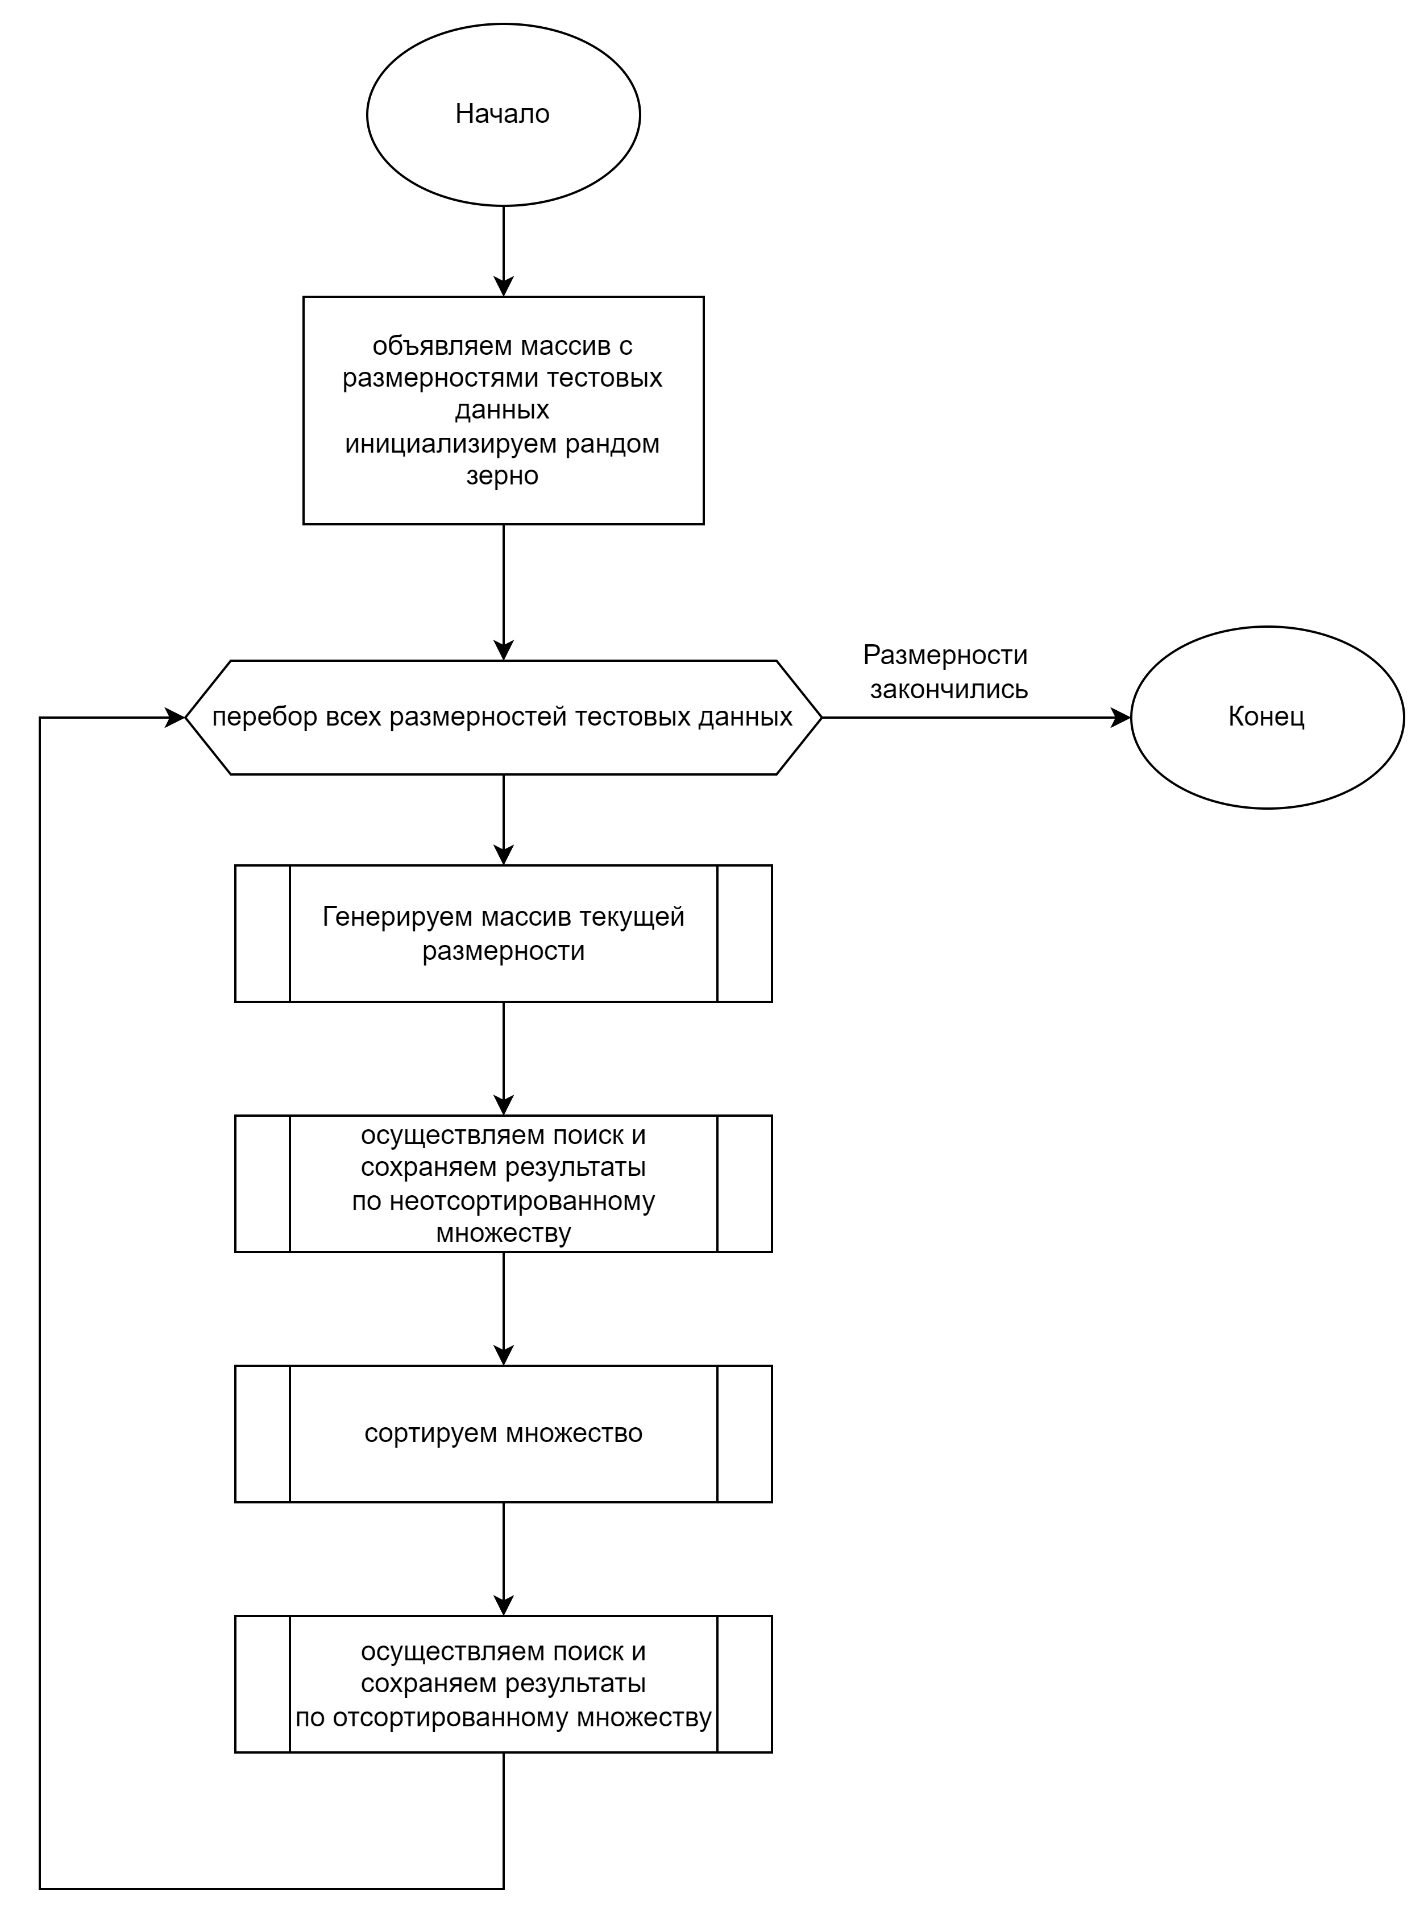 Начало
объявляем массив с
размерностями тестовых
данных
инициализируем рандом
зерно
Размерности
закончились
перебор всех размерностей тестовых данных
Конец
Генерируем массив текущей
размерности
осуществляем поиск и
сохраняем результаты
по неотсортированному
множеству
сортируем множество
осуществляем поиск и
сохраняем результаты
по отсортированному множеству